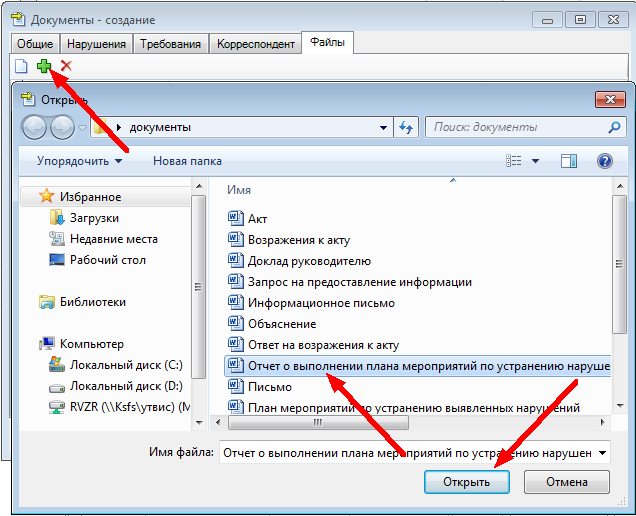 Документы - создание
Общие Нарушения Требования Корреспондент Файлы
Открыть
документы
Поиск: документы
Упорядочить Новая папка
Избранное
Загрузки
Недавние места
Рабочий стол
Библиотеки
Компьютер
Локальный диск (C:)
Локальный диск (D:)
RVZR (\\Ksfs\утвис) (M
Имя
Акт
Возражения к акту
Доклад руководителю
Запрос на предоставление информации
Информационное письмо
Объяснение
Ответ на возражения к акту
Отчет о выполнении плана мероприятий по устранению наруше
Письмо
План мероприятий по устранению выявленных нарушений
Имя файла: Отчет о выполнении плана мероприятий по устранению нарушен
Открыть Отмена